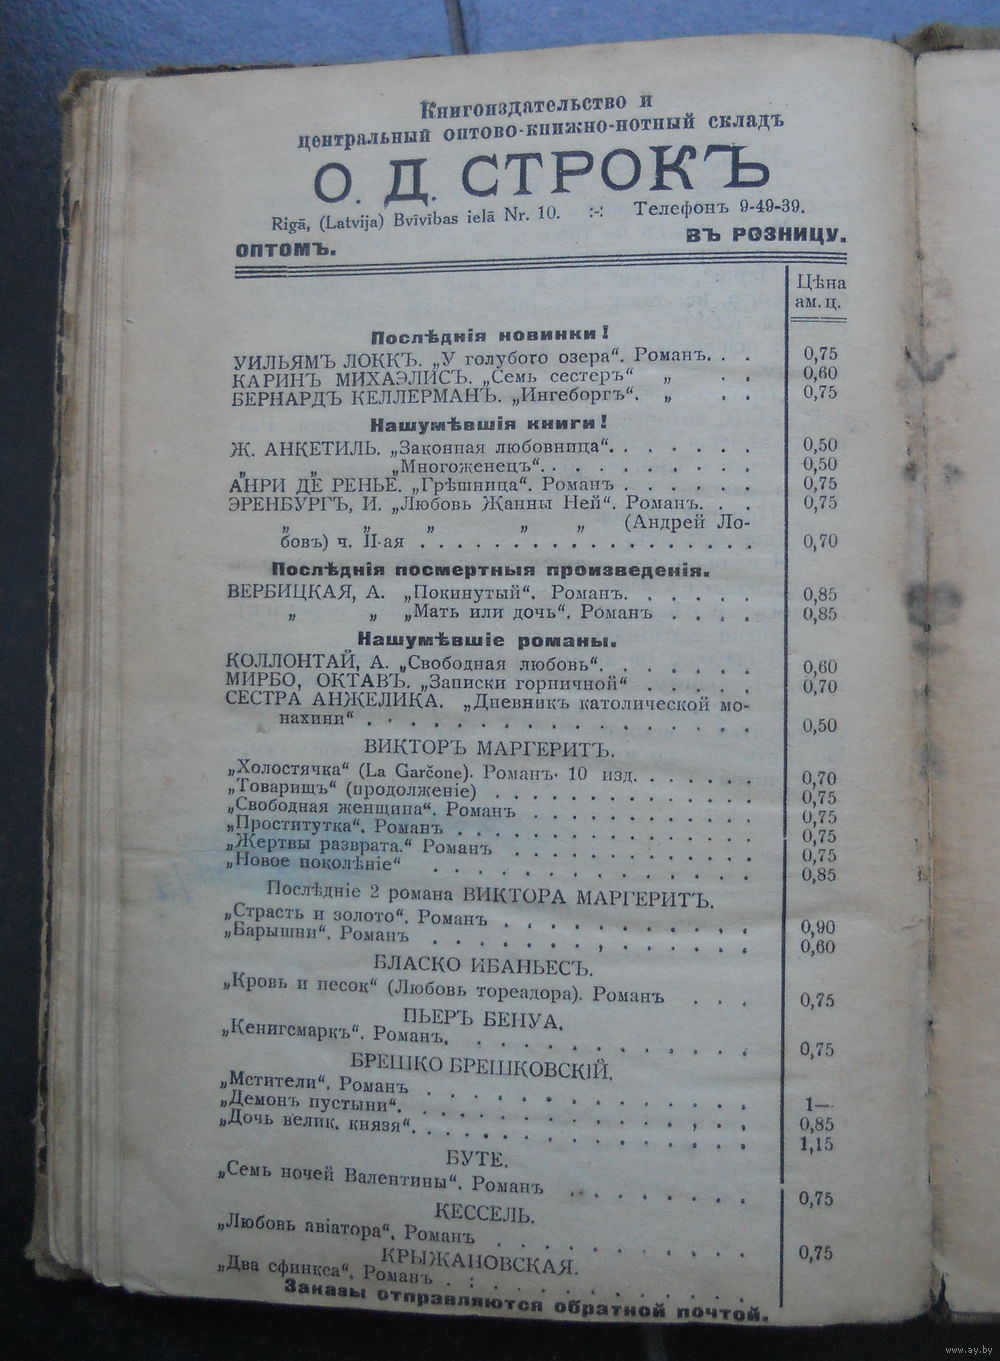 Книгоиздательство и
центральный оптово-книжно-нотный складъ
О. Д. СТРОКЪ
Rigā, (Latvija) Bvīvības ielā Nr. 10. :-: Телефонъ 9-49-39.
ОПТОМЪ. ВЪ РОЗНИЦУ.
Цѣна
ам. ц.
Послѣднія новинки!
УИЛЬЯМЪ ЛОККЪ. „У голубого озера“. Романъ. . . 0,75
КАРИНЪ МИХАЭЛИСЪ. „Семь сестеръ“ „ . . 0,60
БЕРНАРДЪ КЕЛЛЕРМАНЪ. „Ингеборгъ“. „ . . 0,75
Нашумѣвшія книги!
Ж. АНКЕТИЛЬ. „Законная любовница“. . . . . . . 0,50
„ „ „Многоженецъ“. . . . . . . . . . 0,50
АНРИ ДЕ РЕНЬЕ. „Грѣшница“. Романъ . . . . . . 0,75
ЭРЕНБУРГЪ, И. „Любовь Жанны Ней“. Романъ. . . 0,75
„ „ „ „ „ (Андрей Ло-
бовъ) ч. II-ая . . . . . . . . . . . . . . . . . 0,70
Послѣднія посмертныя произведенія.
ВЕРБИЦКАЯ, А. „Покинутый“. Романъ. . . . . . 0,85
„ „ „Мать или дочь“. Романъ . . . . 0,85
Нашумѣвшіе романы.
КОЛЛОНТАЙ, А. „Свободная любовь“. . . . . . . 0,60
МИРБО, ОКТАВЪ. „Записки горничной“ . . . . . 0,70
СЕСТРА АНЖЕЛИКА. „Дневникъ католической мо-
нахини“ . . . . . . . . . . . . . . . . . . . . 0,50
ВИКТОРЪ МАРГЕРИТЪ.
„Холостячка“ (La Garčone). Романъ. 10 изд. . . . . . . 0,70
„Товарищъ“ (продолженіе) . . . . . . . . . . . . . . 0,75
„Свободная женщина“. Романъ . . . . . . . . . . . . 0,75
„Проститутка“. Романъ . . . . . . . . . . . . . . . . 0,75
„Жертвы разврата.“ Романъ . . . . . . . . . . . . . 0,75
„Новое поколѣніе“ . . . . . . . . . . . . . . . . . 0,85
Послѣдніе 2 романа ВИКТОРА МАРГЕРИТЪ.
„Страсть и золото“. Романъ . . . . . . . . . . . . . 0,90
„Барышни“. Романъ . . . . . . . . . . . . . . . . . 0,60
БЛАСКО ИБАНЬЕСЪ.
„Кровь и песок“ (Любовь тореадора). Романъ . . . 0,75
ПЬЕРЪ БЕНУА.
„Кенигсмаркъ“. Романъ. . . . . . . . . . . . . 0,75
БРЕШКО БРЕШКОВСКІЙ.
„Мстители“. Романъ . . . . . . . . . . . . . . 1—
„Демонъ пустыни“. . . . . . . . . . . . . . . 0,85
„Дочь велик. князя“. . . . . . . . . . . . . . . 1,15
БУТЕ.
„Семь ночей Валентины“. Романъ . . . . . . . . 0,75
КЕССЕЛЬ.
„Любовь авіатора“. Романъ . . . . . . . . . . . 0,75
КРЫЖАНОВСКАЯ.
„Два сфинкса“. Романъ . . . . . . . . . . . . .
Заказы отправляются обратной почтой.
www.ay.by